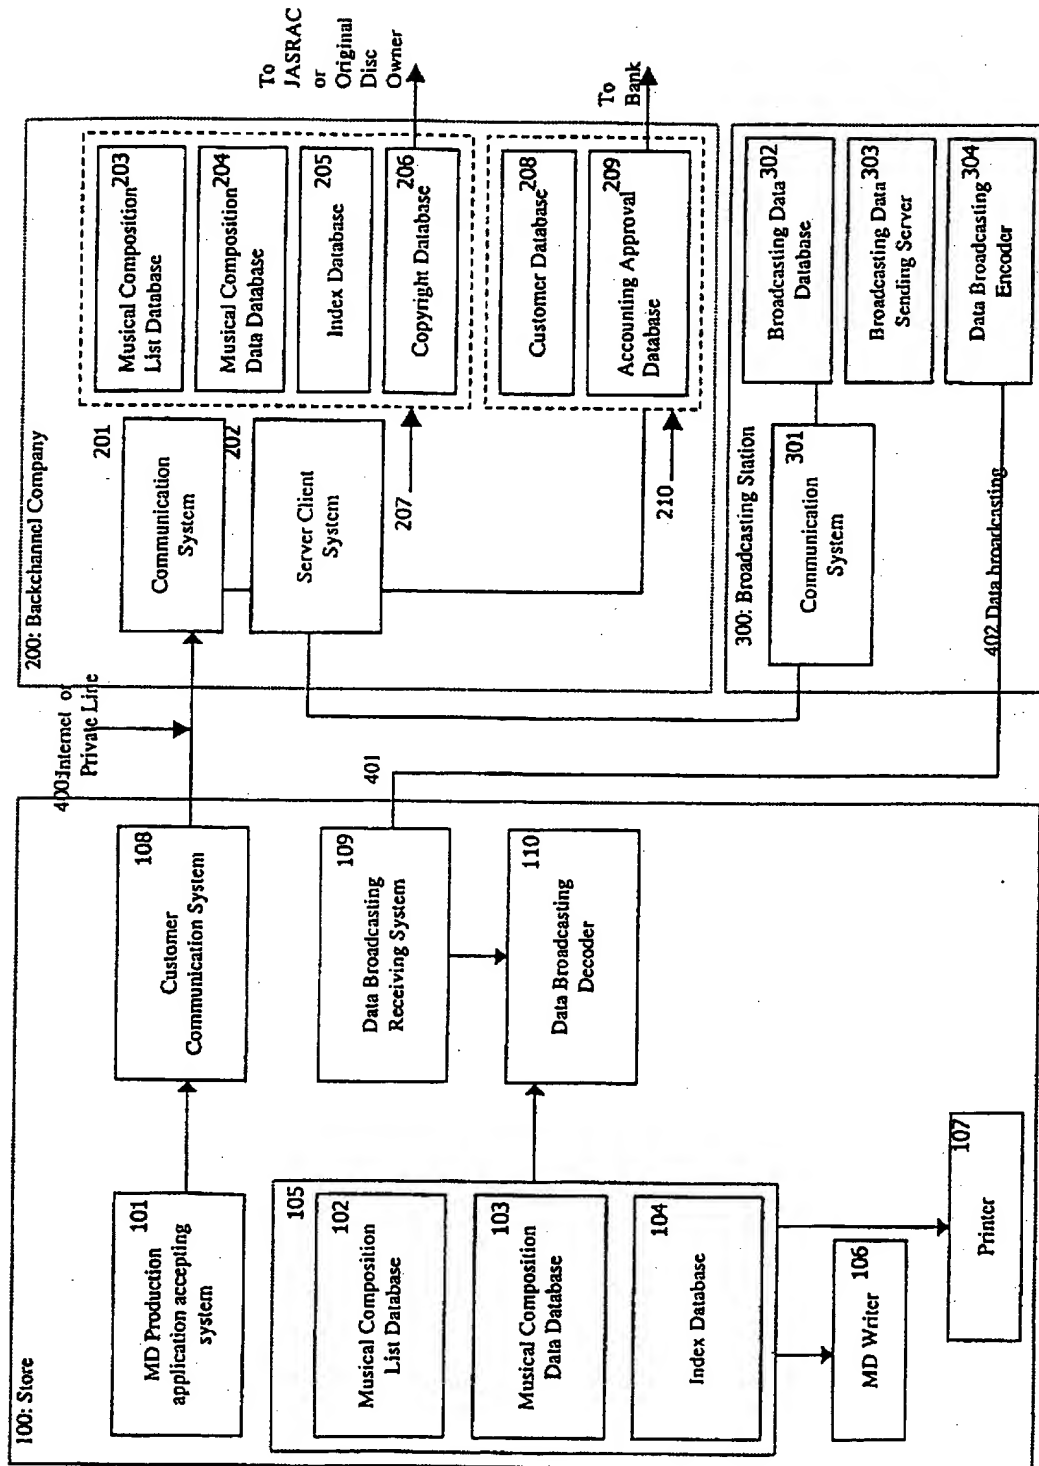 100: Store
MD Production
application accepting
system
101
Customer
Communication System
108
400:Internet or
Private Line
105
Musical Composition
List Database
102
Musical Composition
Data Database
103
Index Database
104
MD Writer
106
Printer
107
Data Broadcasting
Receiving System
109
401
Data Broadcasting
Decoder
110
200: Backchannel Company
201
Communication
System
202
Server Client
System
Musical Composition
List Database
203
Musical Composition
Data Database
204
Index Database
205
Copyright Database
206
207
To
JASRAC
or
Original
Disc
Owner
Customer Database
208
Accounting Approval
Database
209
210
To
Bank
300: Broadcasting Station
Communication
System
301
Broadcasting Data
Database
302
Broadcasting Data
Sending Server
303
Data Broadcasting
Encoder
304
402 Data broadcasting